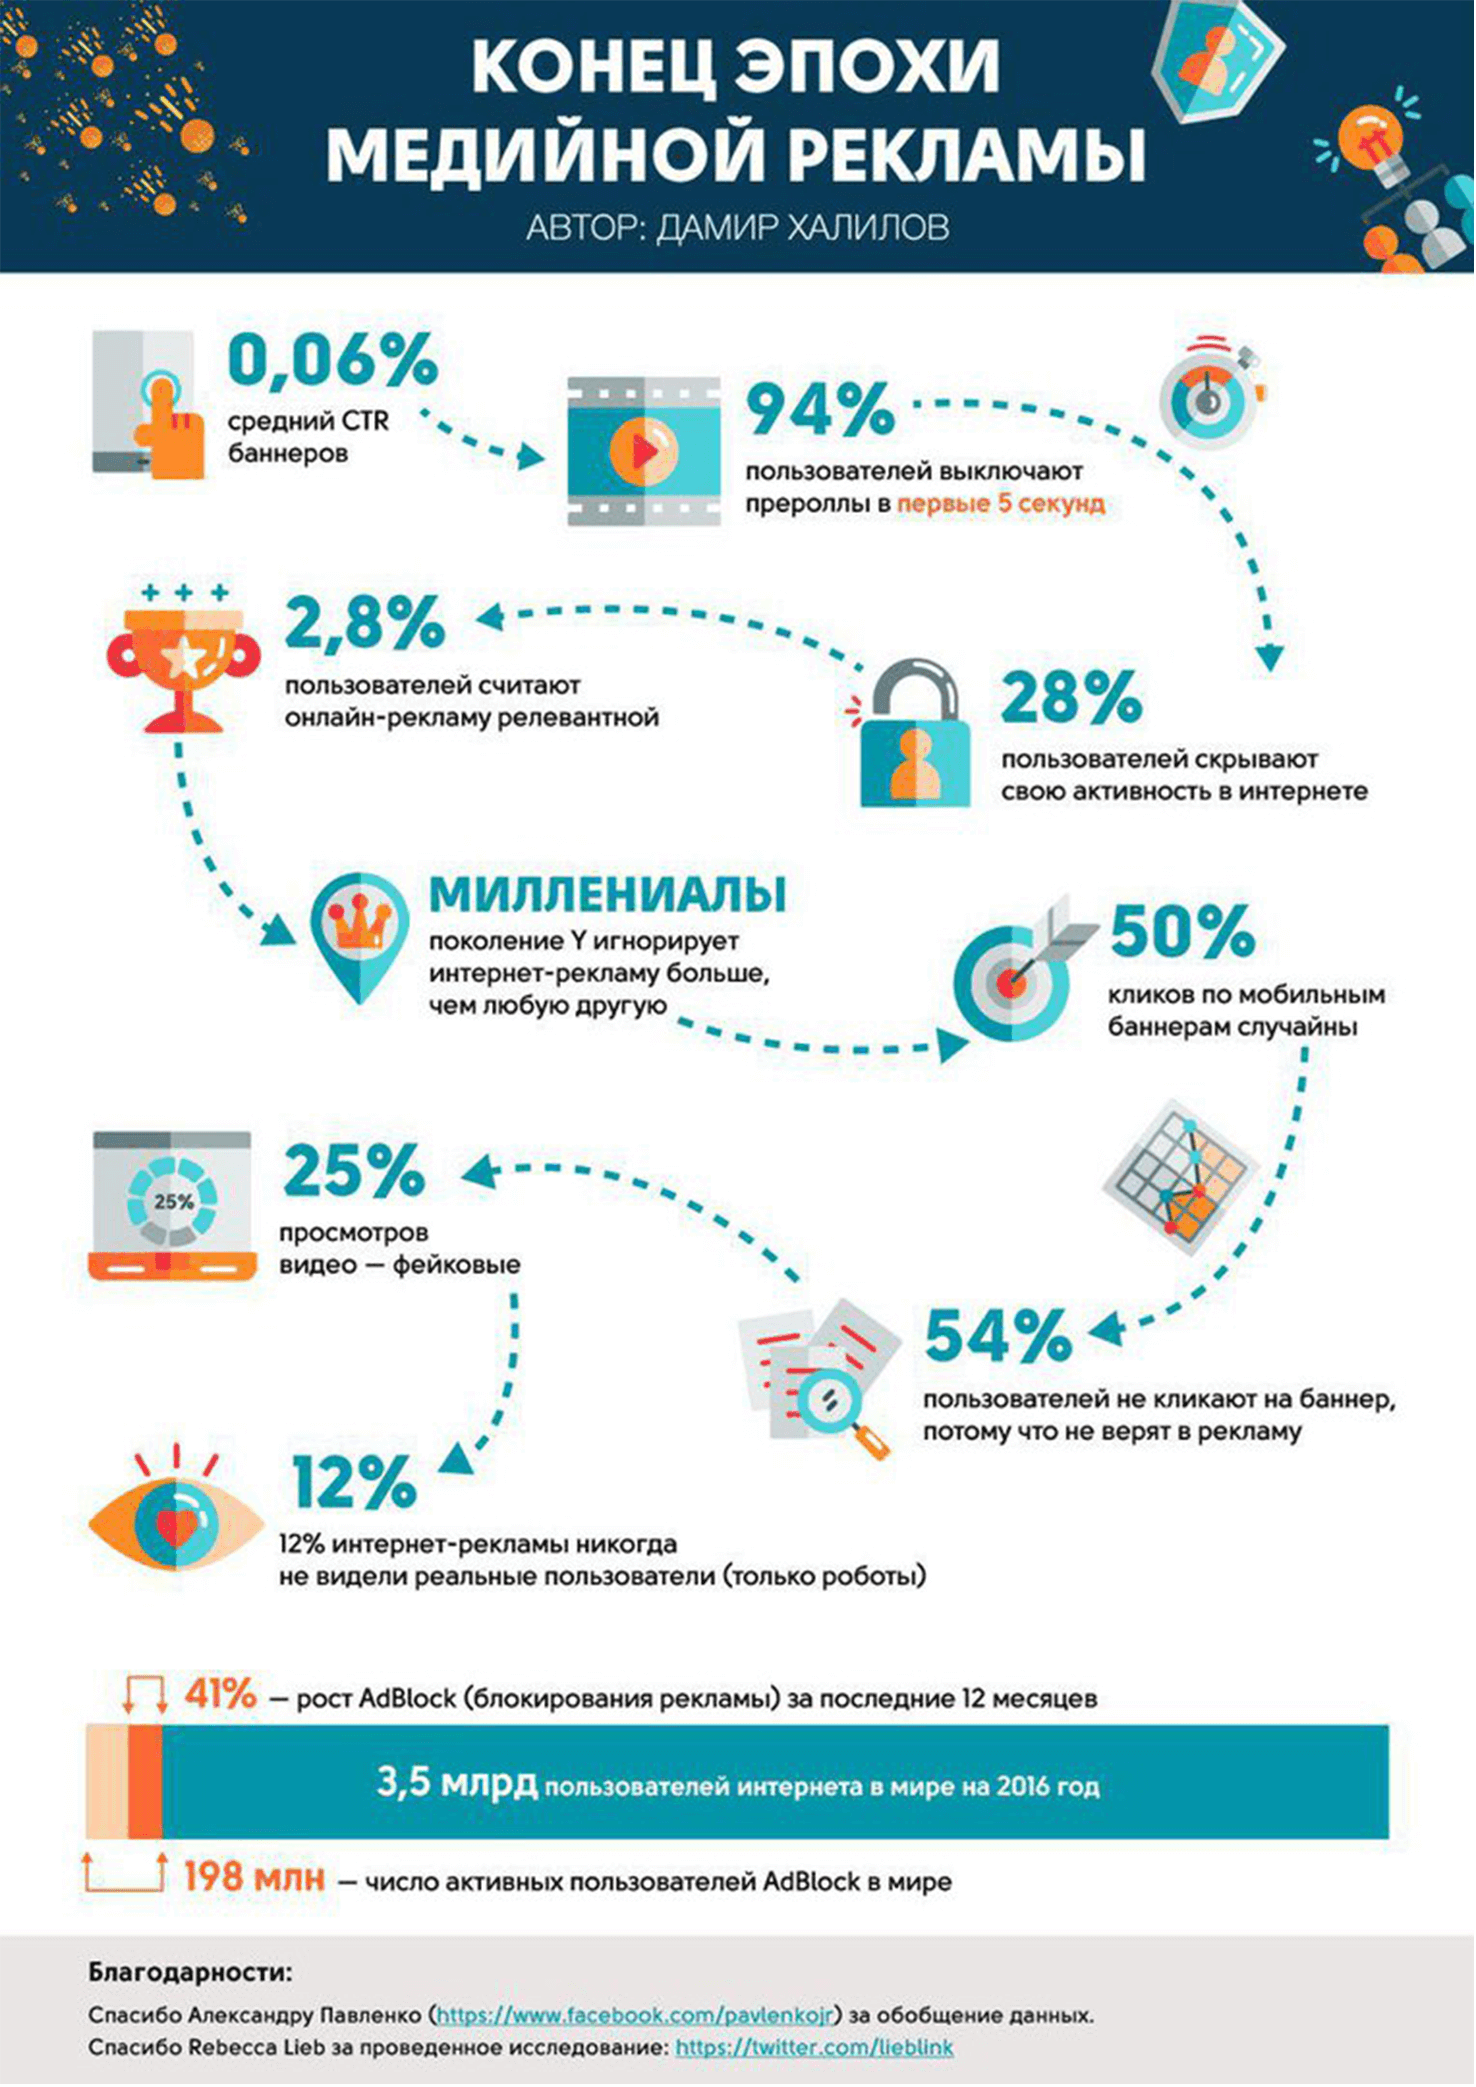 КОНЕЦ ЭПОХИ
МЕДИЙНОЙ РЕКЛАМЫ
АВТОР: ДАМИР ХАЛИЛОВ
0,06%
средний CTR
баннеров
94%
пользователей выключают
прероллы в первые 5 секунд
2,8%
пользователей считают
онлайн-рекламу релевантной
28%
пользователей скрывают
свою активность в интернете
МИЛЛЕНИАЛЫ
поколение Y игнорирует
интернет-рекламу больше,
чем любую другую
50%
кликов по мобильным
баннерам случайны
25%
25%
просмотров
видео — фейковые
54%
пользователей не кликают на баннер,
потому что не верят в рекламу
12%
12% интернет-рекламы никогда
не видели реальные пользователи (только роботы)
41% — рост AdBlock (блокирования рекламы) за последние 12 месяцев
3,5 млрд пользователей интернета в мире на 2016 год
198 млн — число активных пользователей AdBlock в мире
Благодарности:
Спасибо Александру Павленко (https://www.facebook.com/pavlenkojr) за обобщение данных.
Спасибо Rebecca Lieb за проведенное исследование: https://twitter.com/lieblink